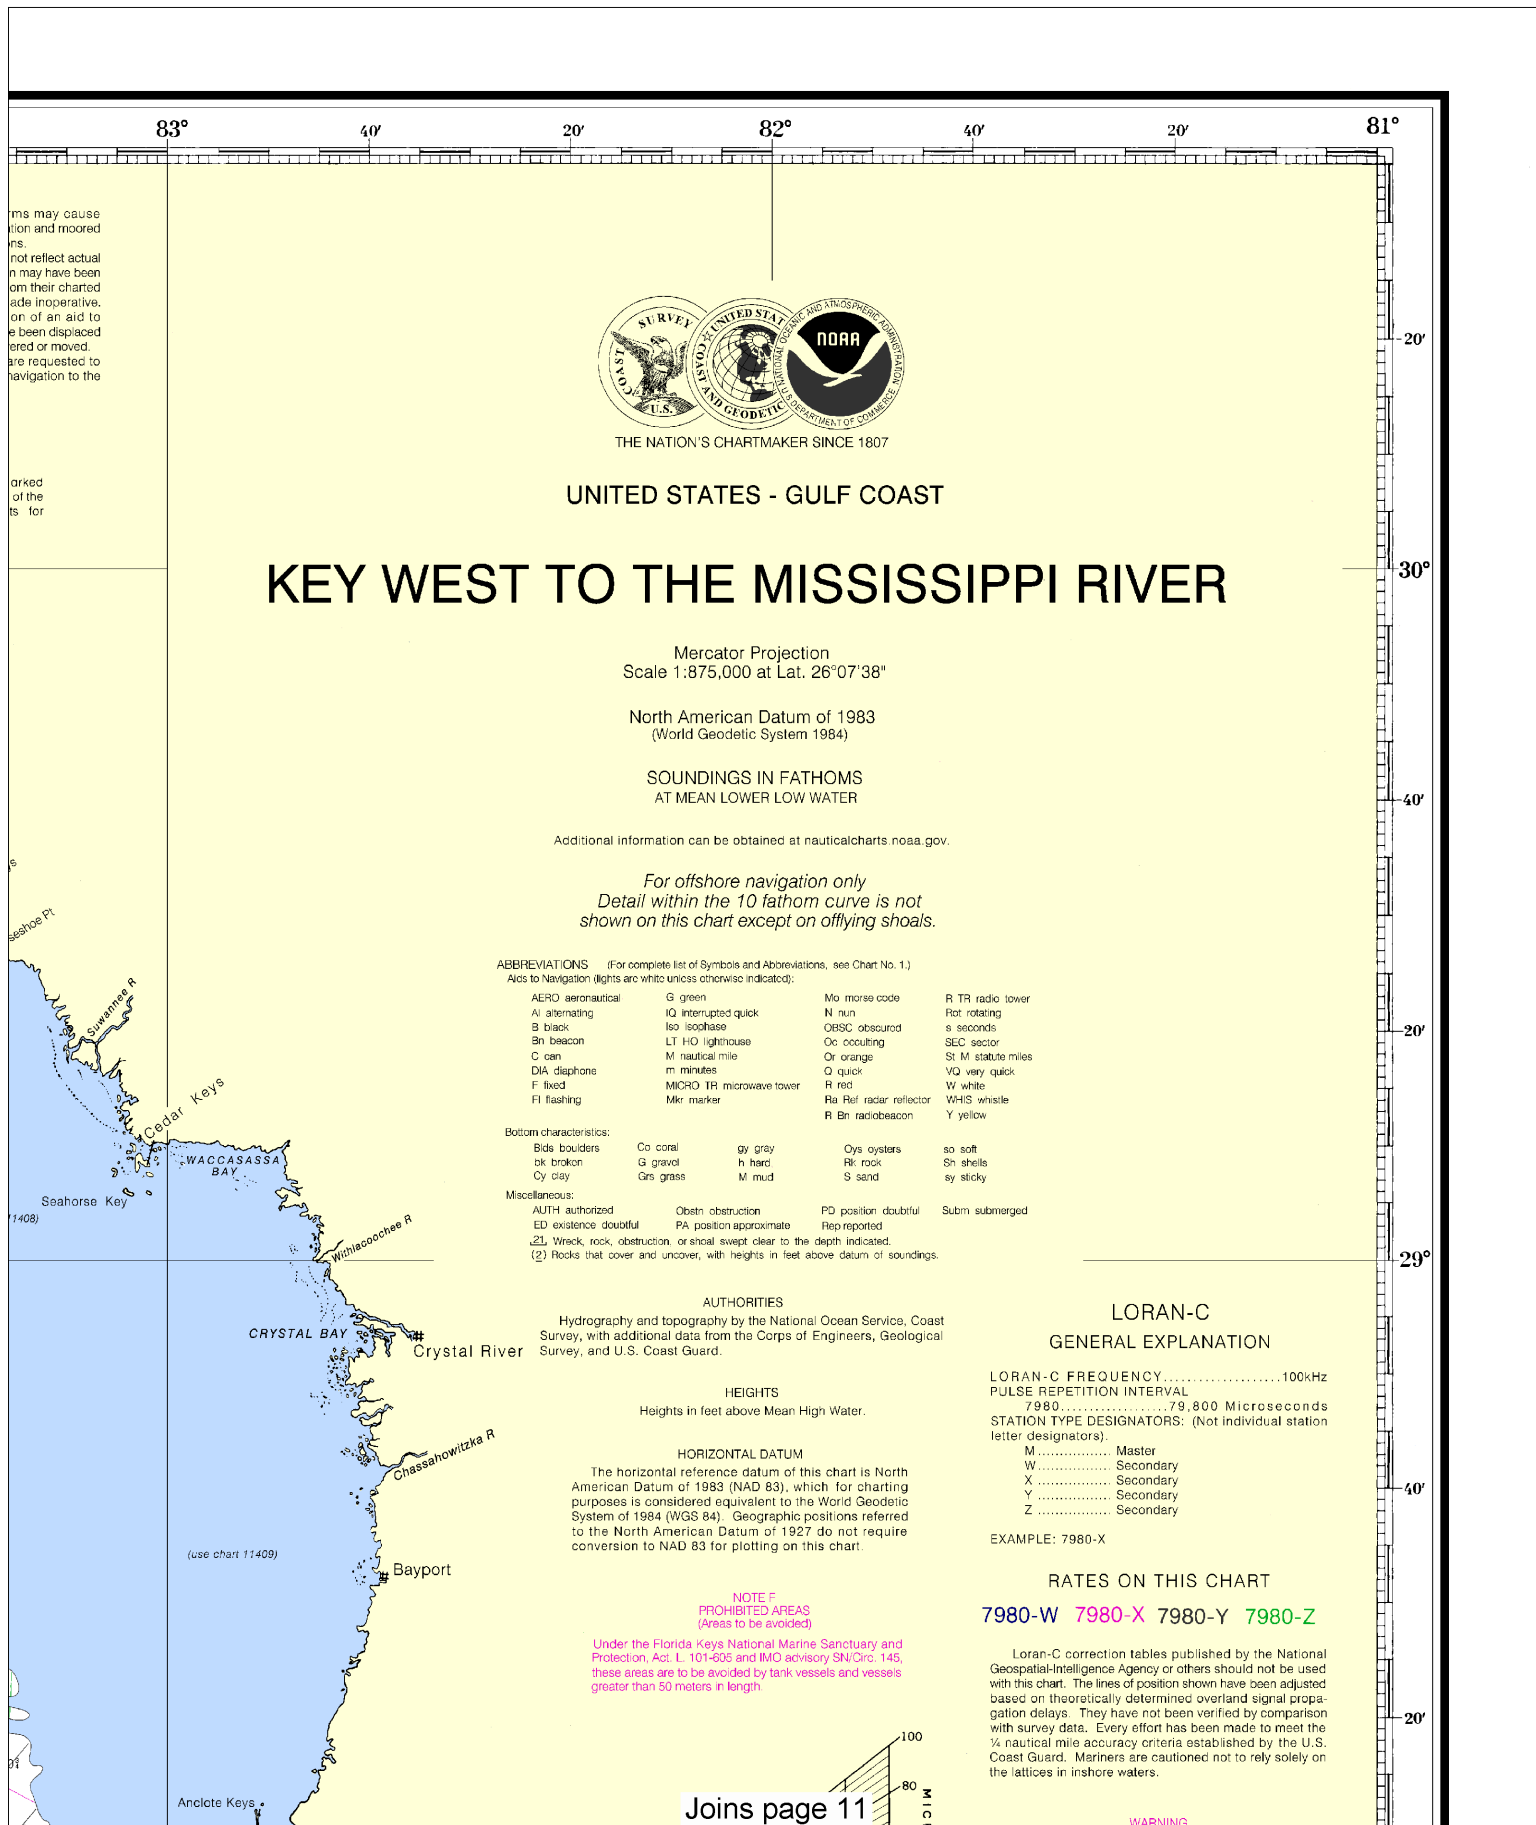 83°
40'
20'
82°
40'
20'
81°
rms may cause
tion and moored
ns.
not reflect actual
n may have been
om their charted
ade inoperative.
on of an aid to
e been displaced
ered or moved.
are requested to
navigation to the
SURVEY
COAST
U.S.
UNITED STAT
COAST AND GEODETIC
NATIONAL OCEANIC AND ATMOSPHERIC ADMINISTRATION
U.S. DEPARTMENT OF COMMERCE
NOAA
20'
THE NATION'S CHARTMAKER SINCE 1807
arked
of the
ts for
UNITED STATES - GULF COAST
KEY WEST TO THE MISSISSIPPI RIVER
30°
Mercator Projection
Scale 1:875,000 at Lat. 26°07'38"
North American Datum of 1983
(World Geodetic System 1984)
SOUNDINGS IN FATHOMS
AT MEAN LOWER LOW WATER
40'
Additional information can be obtained at nauticalcharts.noaa.gov.
For offshore navigation only
Detail within the 10 fathom curve is not
shown on this chart except on offlying shoals.
seshoe Pt
ABBREVIATIONS (For complete list of Symbols and Abbreviations, see Chart No. 1.)
Aids to Navigation (lights are white unless otherwise indicated):
AERO aeronautical G green Mo morse code R TR radio tower
Al alternating IQ interrupted quick N nun Rot rotating
B black Iso isophase OBSC obscured s seconds
Bn beacon LT HO lighthouse Oc occulting SEC sector
C can M nautical mile Or orange St M statute miles
DIA diaphone m minutes Q quick VQ very quick
F fixed MICRO TR microwave tower R red W white
Fl flashing Mkr marker Ra Ref radar reflector WHIS whistle
R Bn radiobeacon Y yellow
Bottom characteristics:
Blds boulders Co coral gy gray Oys oysters so soft
bk broken G gravel h hard Rk rock Sh shells
Cy clay Grs grass M mud S sand sy sticky
Miscellaneous:
AUTH authorized Obstn obstruction PD position doubtful Subm submerged
ED existence doubtful PA position approximate Rep reported
21 Wreck, rock, obstruction, or shoal swept clear to the depth indicated.
(2) Rocks that cover and uncover, with heights in feet above datum of soundings.
20'
29°
Suwannee R
Cedar Keys
WACCASASSA
BAY
Seahorse Key
11408)
Withlacoochee R
CRYSTAL BAY
Crystal River
Chassahowitzka R
(use chart 11409)
Bayport
Anclote Keys
AUTHORITIES
Hydrography and topography by the National Ocean Service, Coast
Survey, with additional data from the Corps of Engineers, Geological
Survey, and U.S. Coast Guard.
HEIGHTS
Heights in feet above Mean High Water.
HORIZONTAL DATUM
The horizontal reference datum of this chart is North
American Datum of 1983 (NAD 83), which for charting
purposes is considered equivalent to the World Geodetic
System of 1984 (WGS 84). Geographic positions referred
to the North American Datum of 1927 do not require
conversion to NAD 83 for plotting on this chart.
NOTE F
PROHIBITED AREAS
(Areas to be avoided)
Under the Florida Keys National Marine Sanctuary and
Protection, Act. L. 101-605 and IMO advisory SN/Circ. 145,
these areas are to be avoided by tank vessels and vessels
greater than 50 meters in length.
100
80
MIC
Joins page 11
LORAN-C
GENERAL EXPLANATION
LORAN-C FREQUENCY....................100kHz
PULSE REPETITION INTERVAL
7980..................79,800 Microseconds
STATION TYPE DESIGNATORS: (Not individual station
letter designators).
M ................ Master
W ................ Secondary
X ................. Secondary
Y ................. Secondary
Z ................. Secondary
EXAMPLE: 7980-X
40'
RATES ON THIS CHART
7980-W 7980-X 7980-Y 7980-Z
Loran-C correction tables published by the National
Geospatial-Intelligence Agency or others should not be used
with this chart. The lines of position shown have been adjusted
based on theoretically determined overland signal propa-
gation delays. They have not been verified by comparison
with survey data. Every effort has been made to meet the
¼ nautical mile accuracy criteria established by the U.S.
Coast Guard. Mariners are cautioned not to rely solely on
the lattices in inshore waters.
20'
WARNING